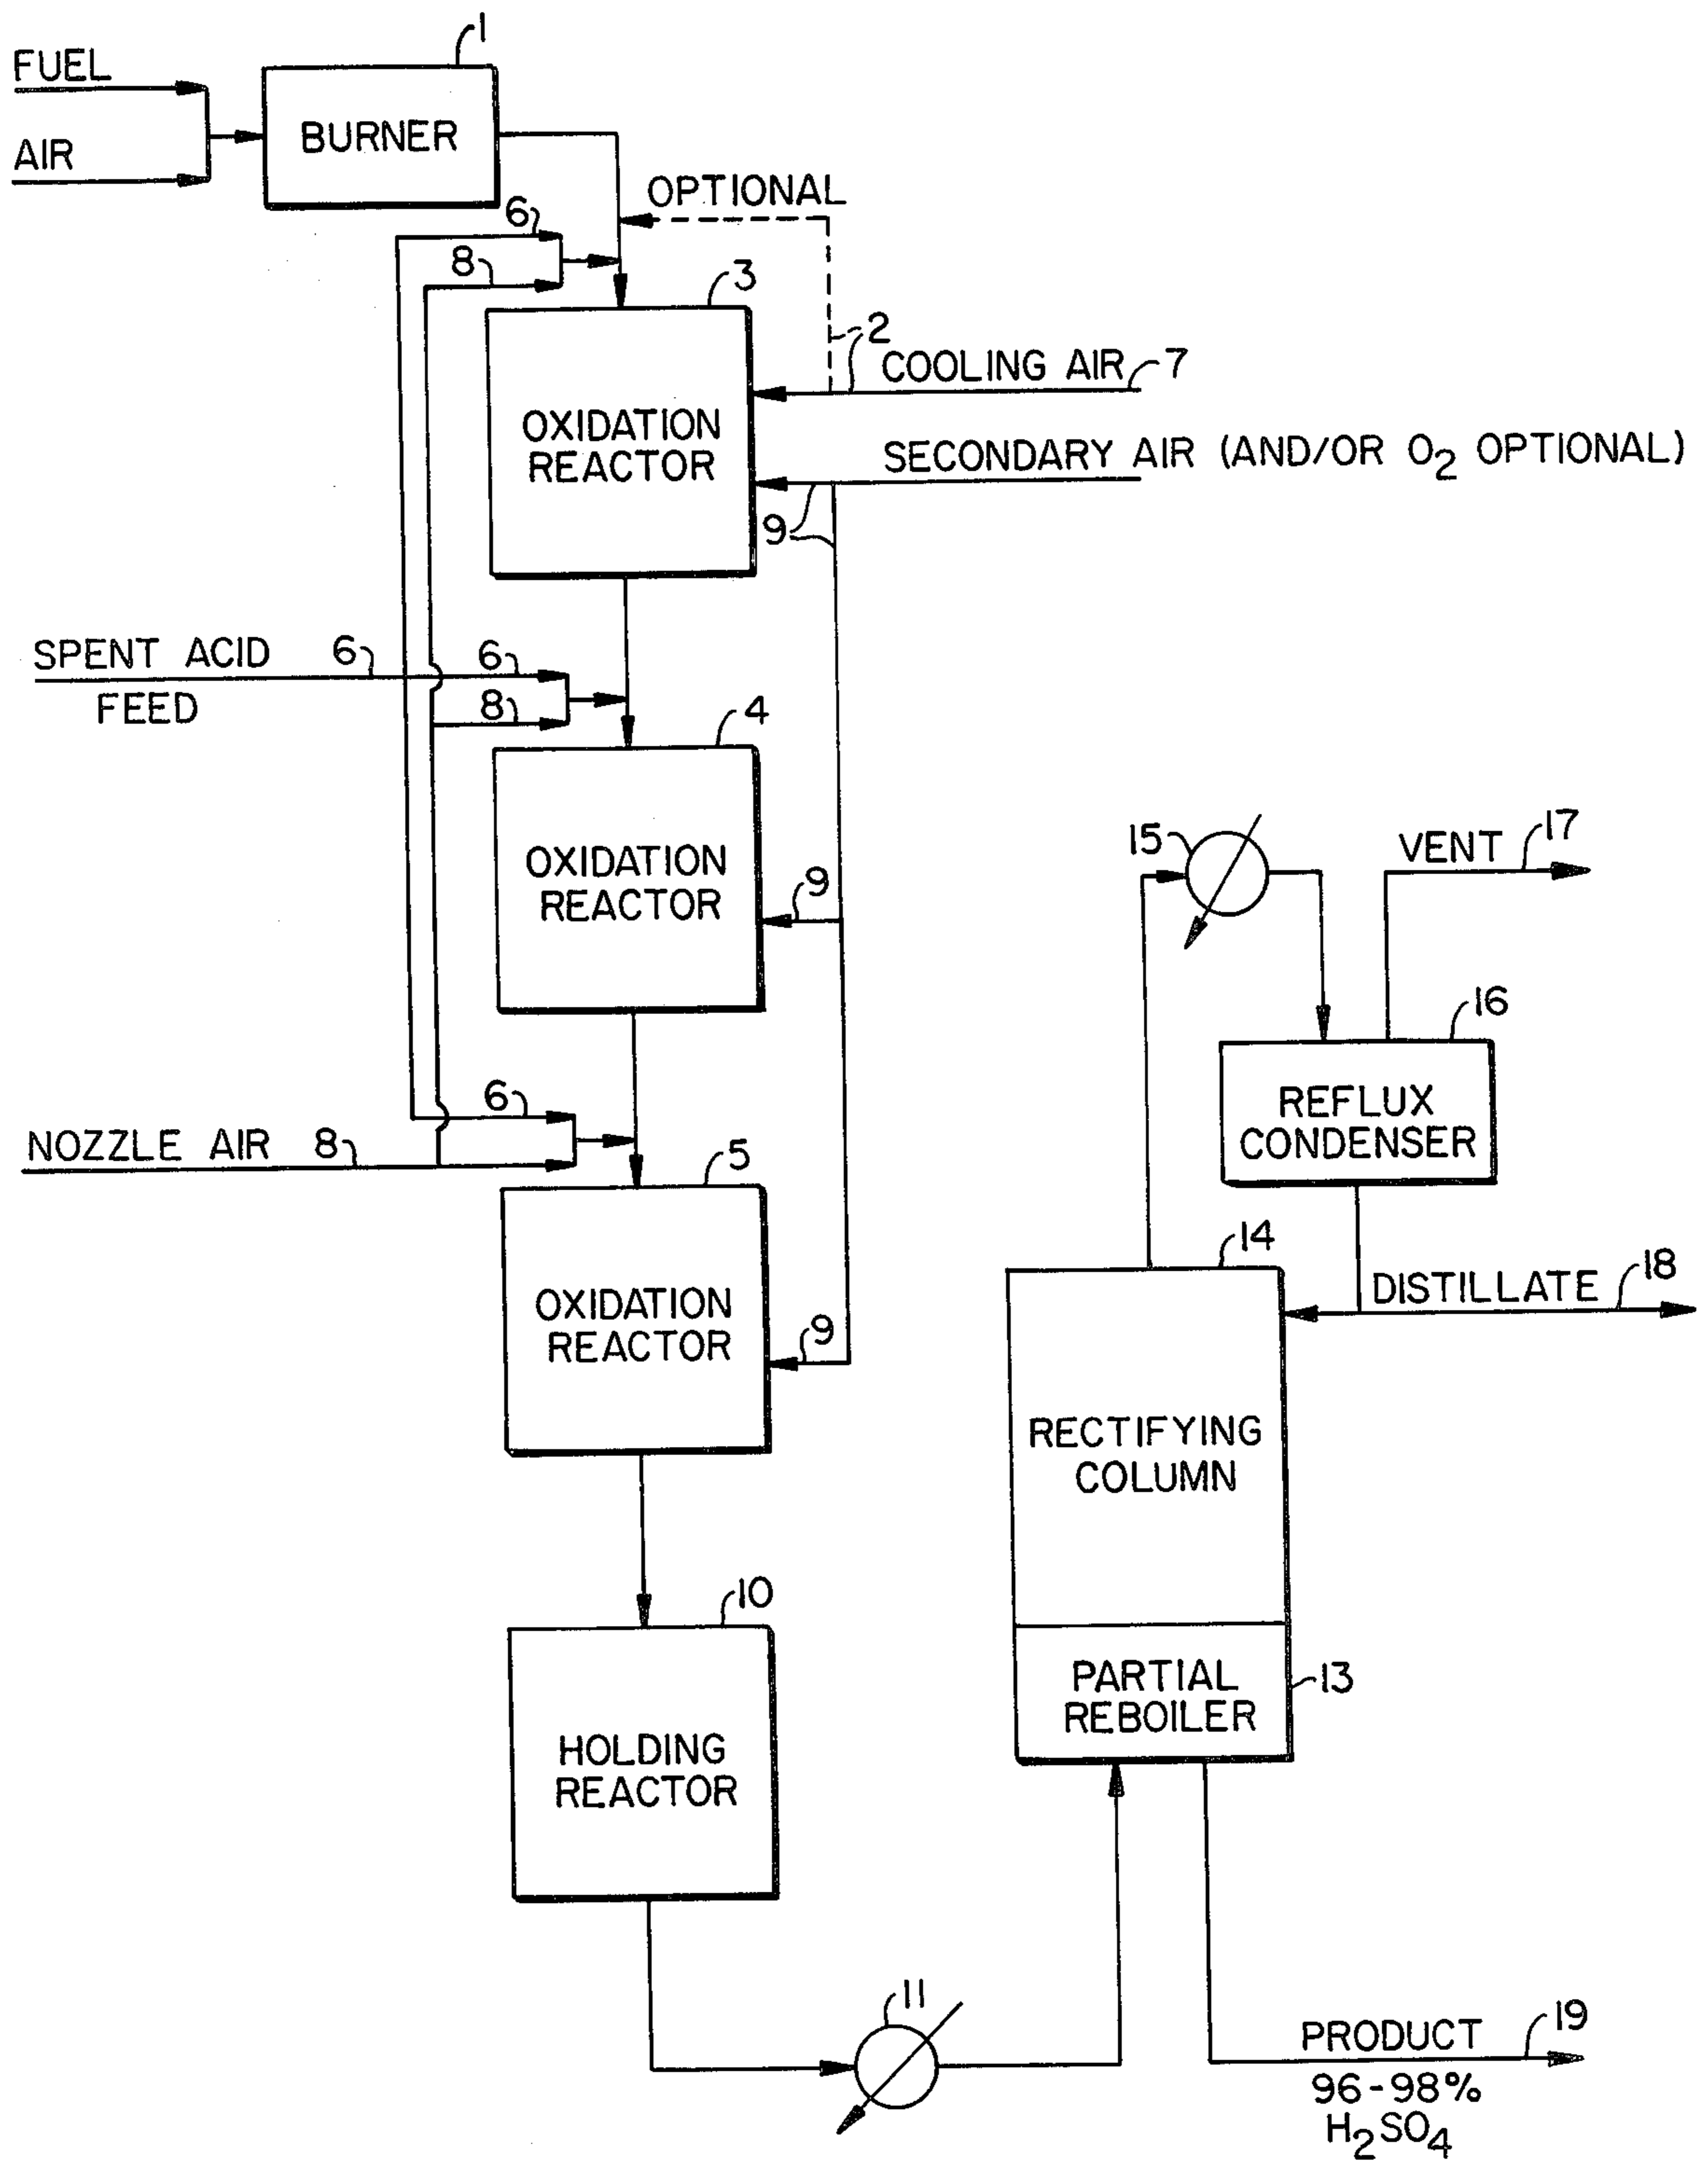 1
FUEL
BURNER
AIR
OPTIONAL
6
8
3
2
COOLING AIR 7
OXIDATION
REACTOR
SECONDARY AIR (AND/OR O2 OPTIONAL)
9
SPENT ACID 6 6
FEED
8
4
OXIDATION
REACTOR
9
15
VENT 17
16
REFLUX
CONDENSER
6
NOZZLE AIR 8
5
14
DISTILLATE 18
OXIDATION
REACTOR
9
RECTIFYING
COLUMN
10
PARTIAL
REBOILER
13
HOLDING
REACTOR
11
PRODUCT 19
96-98%
H2SO4